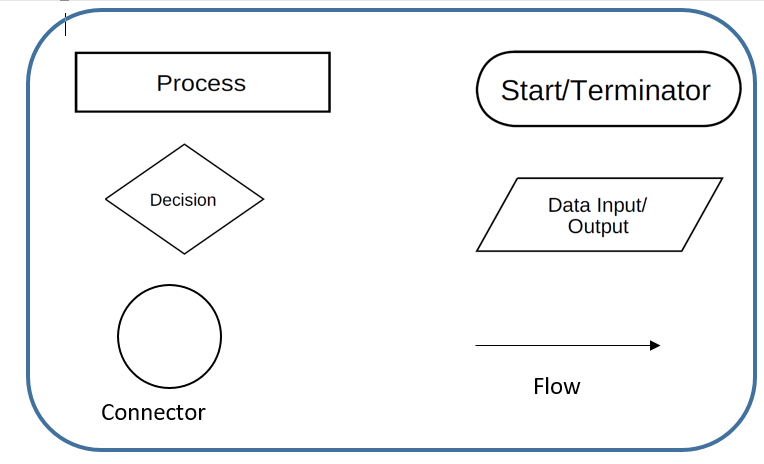 Process
Start/Terminator
Decision
Data Input/
Output
Connector
Flow